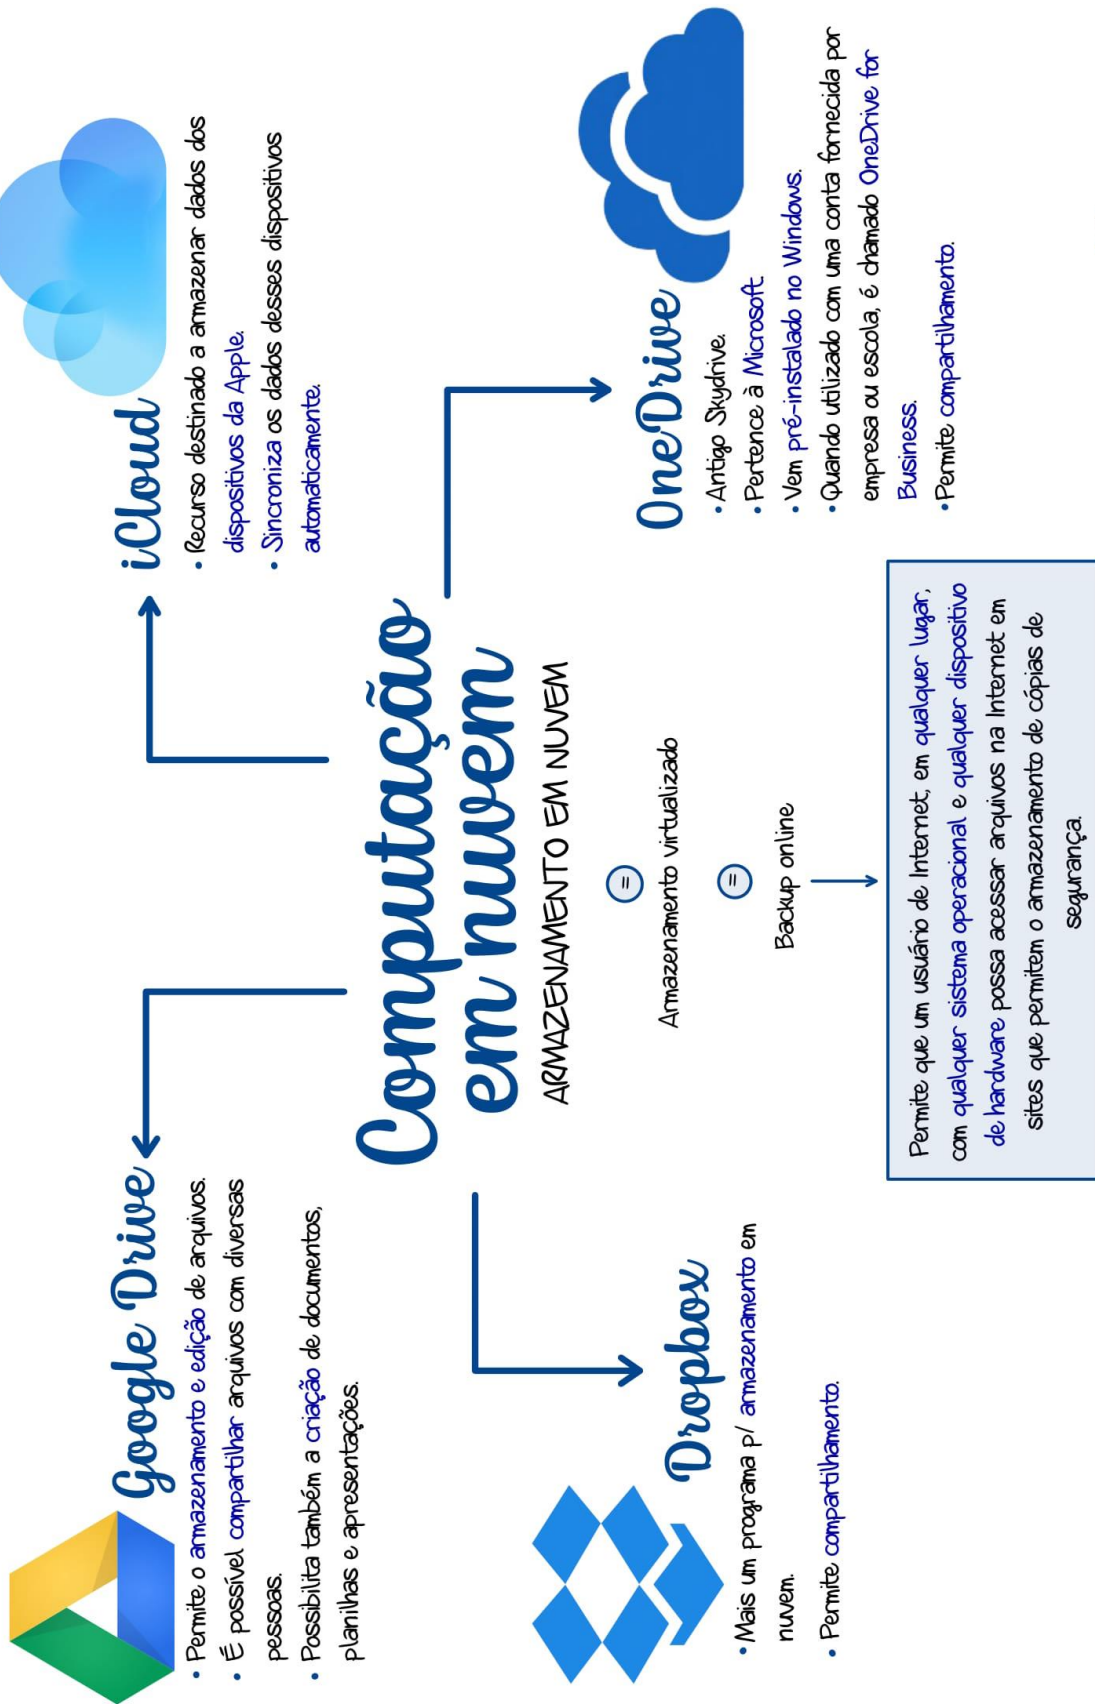 Google Drive
• Permite o armazenamento e edição de arquivos.
• É possível compartilhar arquivos com diversas
pessoas.
• Possibilita também a criação de documentos,
planilhas e apresentações.
iCloud
• Recurso destinado a armazenar dados dos
dispositivos da Apple.
• Sincroniza os dados desses dispositivos
automaticamente.
Computação
em nuvem
ARMAZENAMENTO EM NUVEM
=
Armazenamento virtualizado
=
Backup online
Permite que um usuário de Internet, em qualquer lugar,
com qualquer sistema operacional e qualquer dispositivo
de hardware possa acessar arquivos na Internet em
sites que permitem o armazenamento de cópias de
segurança.
Dropbox
• Mais um programa p/ armazenamento em
nuvem.
• Permite compartilhamento.
OneDrive
• Antigo Skydrive.
• Pertence à Microsoft
• Vem pré-instalado no Windows.
• Quando utilizado com uma conta fornecida por
empresa ou escola, é chamado OneDrive for
Business.
• Permite compartilhamento.